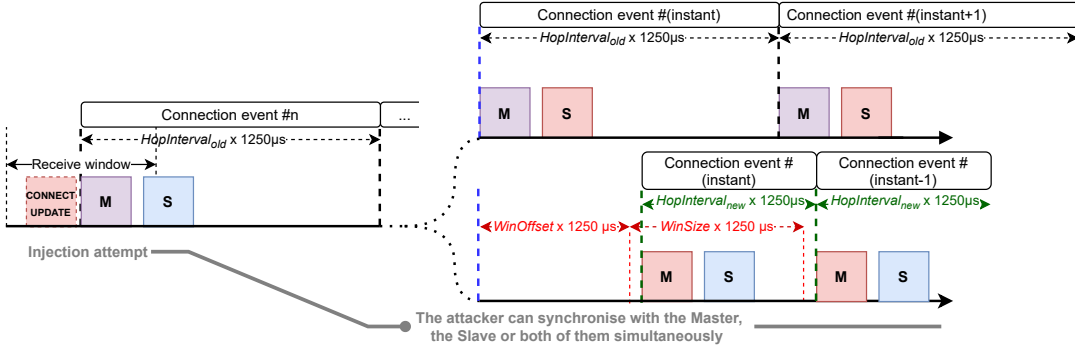 Connection event #(instant)
Connection event #(instant+1)
HopInterval_old x 1250µs
HopInterval_old x 1250µs
M
S
M
S
Connection event #n
...
HopInterval_old x 1250µs
Receive window
CONNECT
UPDATE
M
S
Connection event #
(instant)
Connection event #
(instant-1)
HopInterval_new x 1250µs
HopInterval_new x 1250µs
WinOffset x 1250 µs
WinSize x 1250 µs
M
S
M
S
Injection attempt
The attacker can synchronise with the Master,
the Slave or both of them simultaneously